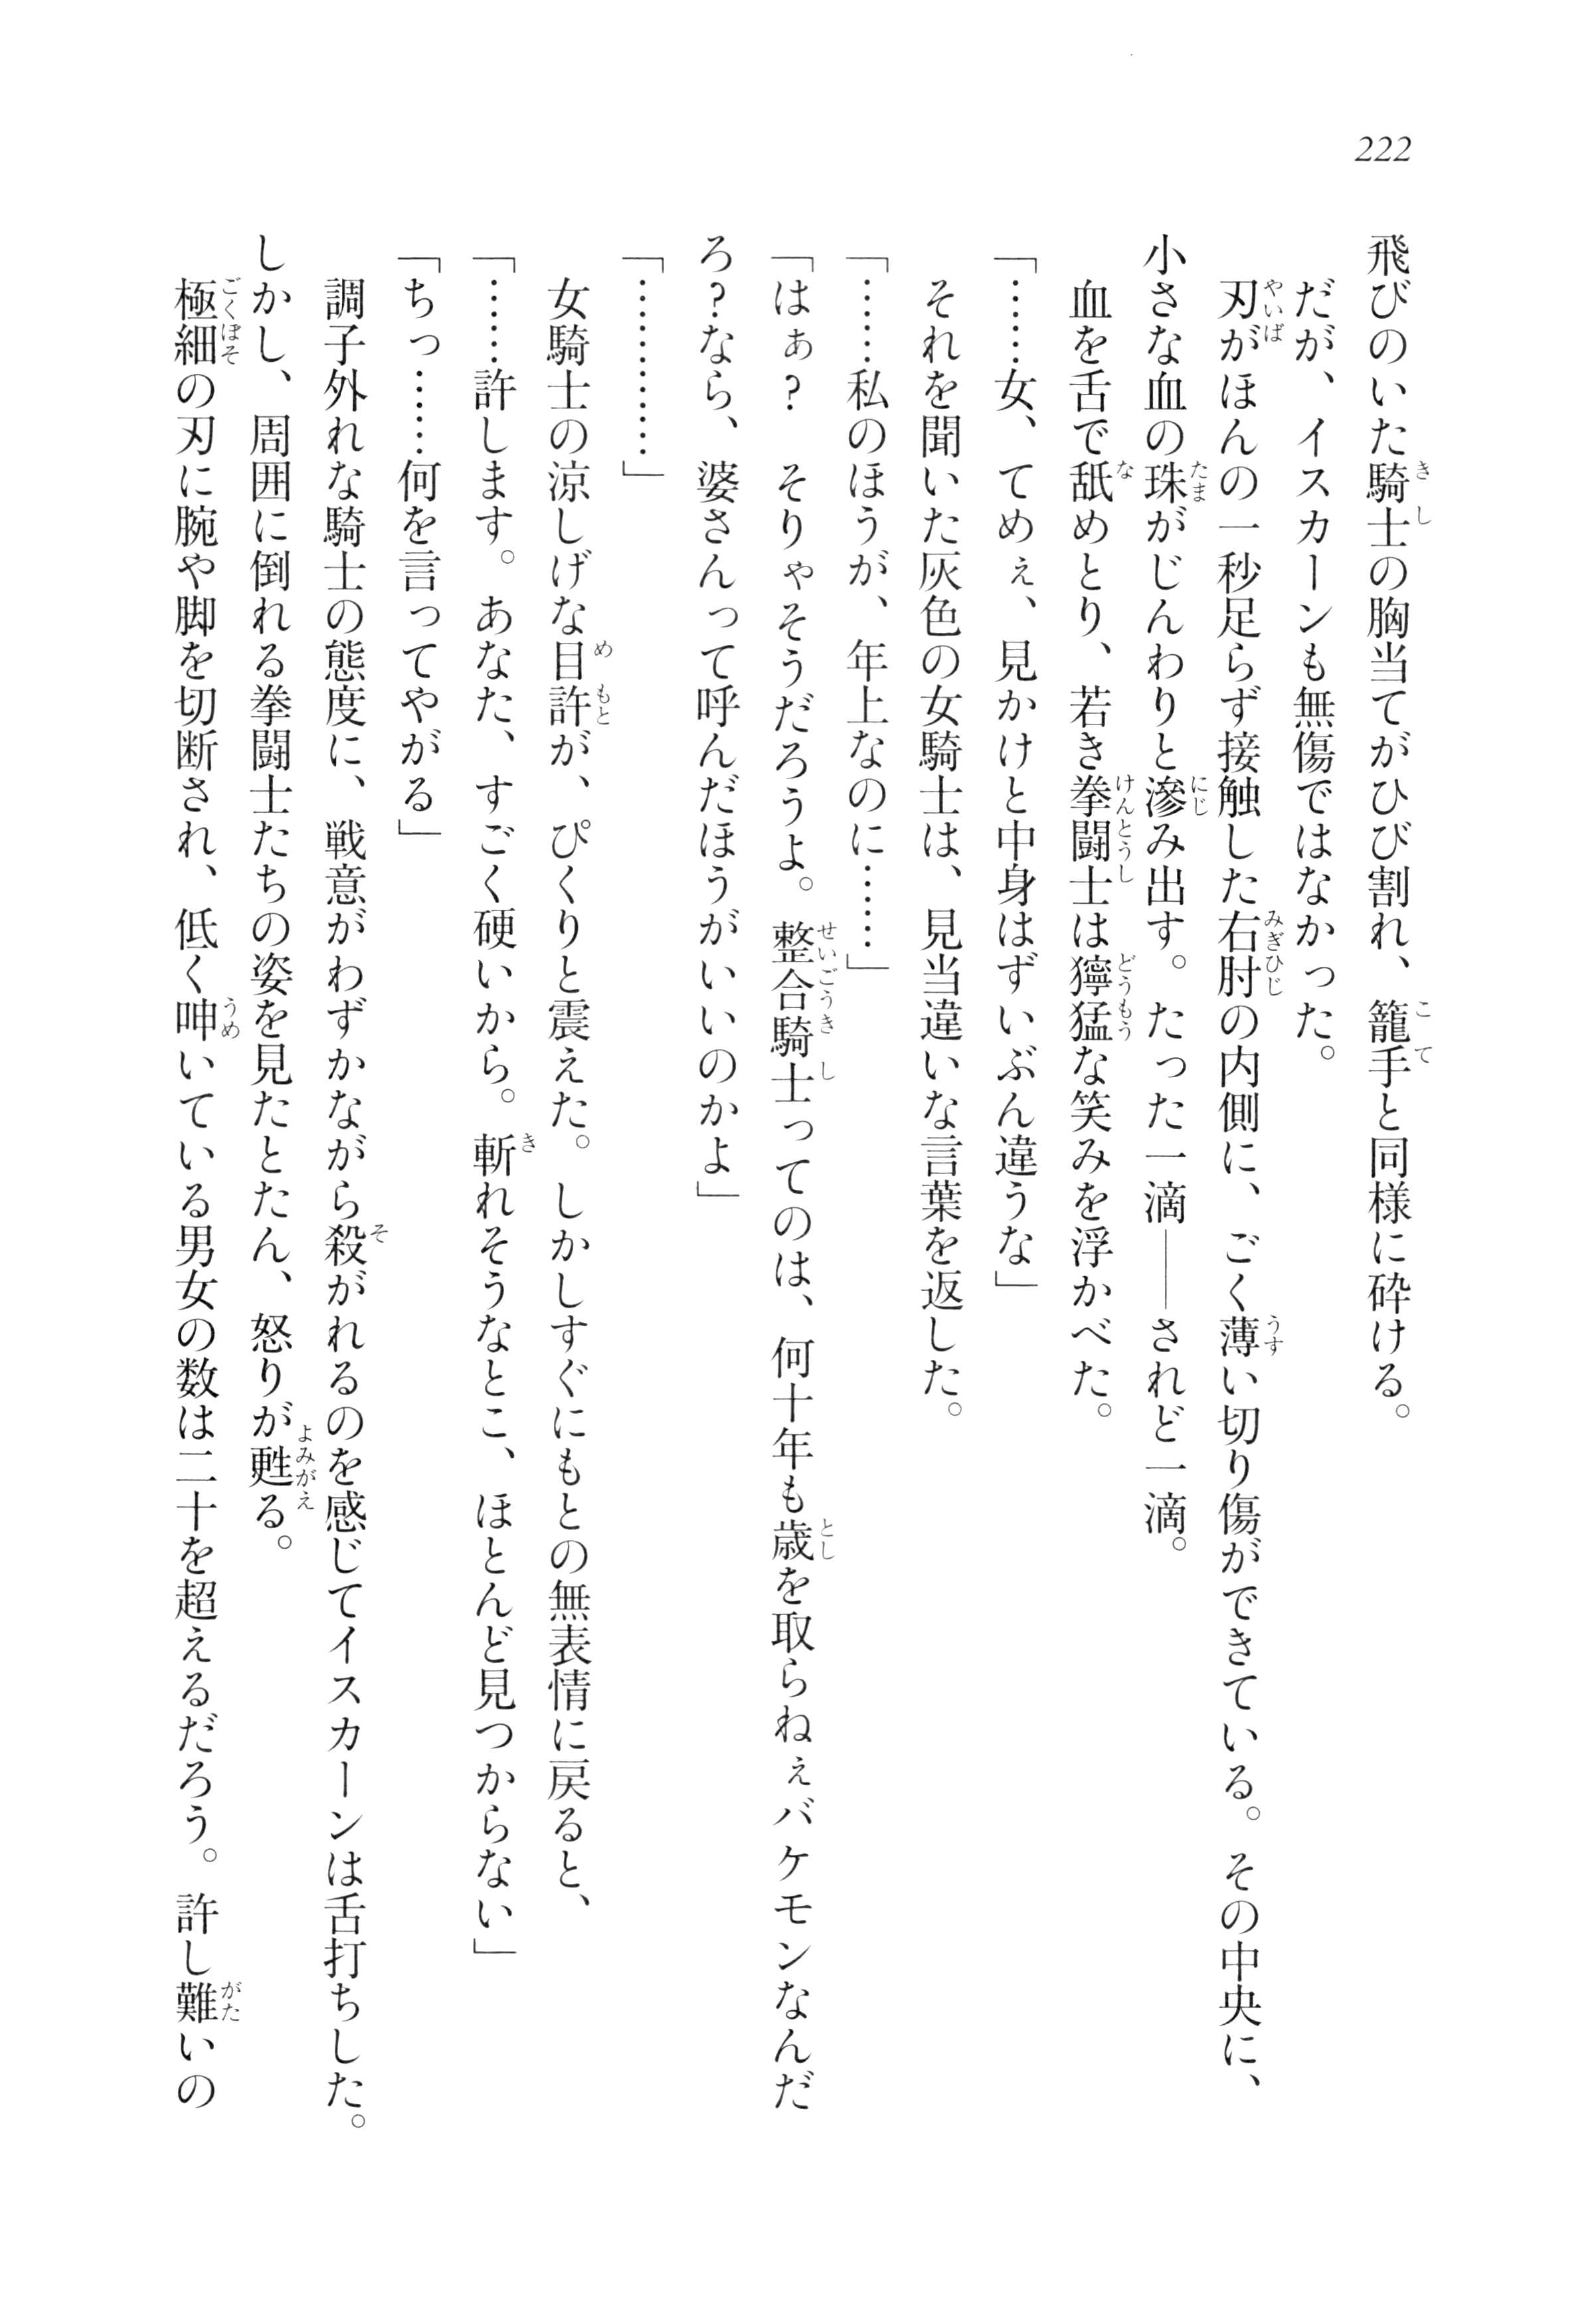 222
飛びのいた騎士の胸当てがひび割れ、籠手と同様に砕ける。
だが、イスカーンも無傷ではなかった。
刃がほんの一秒足らず接触した右肘の内側に、ごく薄い切り傷ができている。その中央に、
小さな血の珠がじんわりと滲み出す。たった一滴――されど一滴。
血を舌で舐めとり、若き拳闘士は獰猛な笑みを浮かべた。
「……女、てめぇ、見かけと中身はずいぶん違うな」
それを聞いた灰色の女騎士は、見当違いな言葉を返した。
「……私のほうが、年上なのに……」
「はぁ？　そりゃそうだろうよ。整合騎士ってのは、何十年も歳を取らねぇバケモンなんだ
ろ？なら、婆さんって呼んだほうがいいのかよ」
「…………」
女騎士の涼しげな目許が、ぴくりと震えた。しかしすぐにもとの無表情に戻ると、
「……許します。あなた、すごく硬いから。斬れそうなとこ、ほとんど見つからない」
「ちっ……何を言ってやがる」
調子外れな騎士の態度に、戦意がわずかながら殺がれるのを感じてイスカーンは舌打ちした。
しかし、周囲に倒れる拳闘士たちの姿を見たとたん、怒りが甦る。
極細の刃に腕や脚を切断され、低く呻いている男女の数は二十を超えるだろう。許し難いの